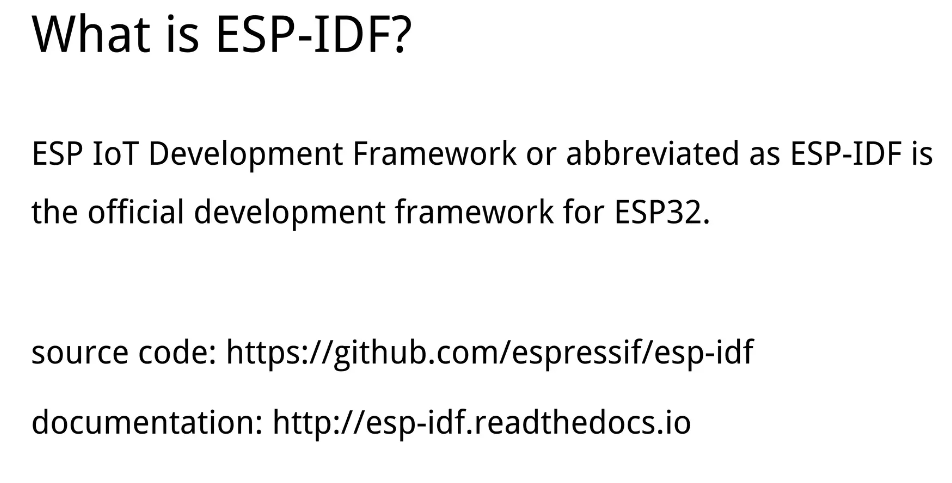 What is ESP-IDF?
ESP IoT Development Framework or abbreviated as ESP-IDF is
the official development framework for ESP32.
source code: https://github.com/espressif/esp-idf
documentation: http://esp-idf.readthedocs.io